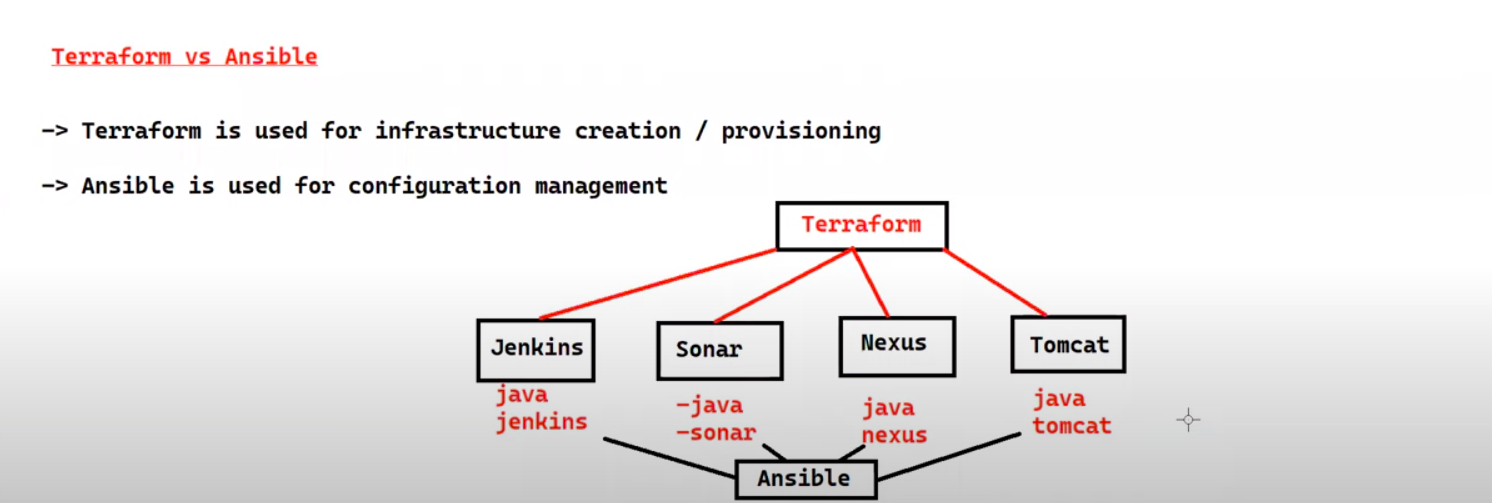 Terraform vs Ansible
-> Terraform is used for infrastructure creation / provisioning
-> Ansible is used for configuration management
Terraform
Jenkins
Sonar
Nexus
Tomcat
java
jenkins
-java
-sonar
java
nexus
java
tomcat
Ansible